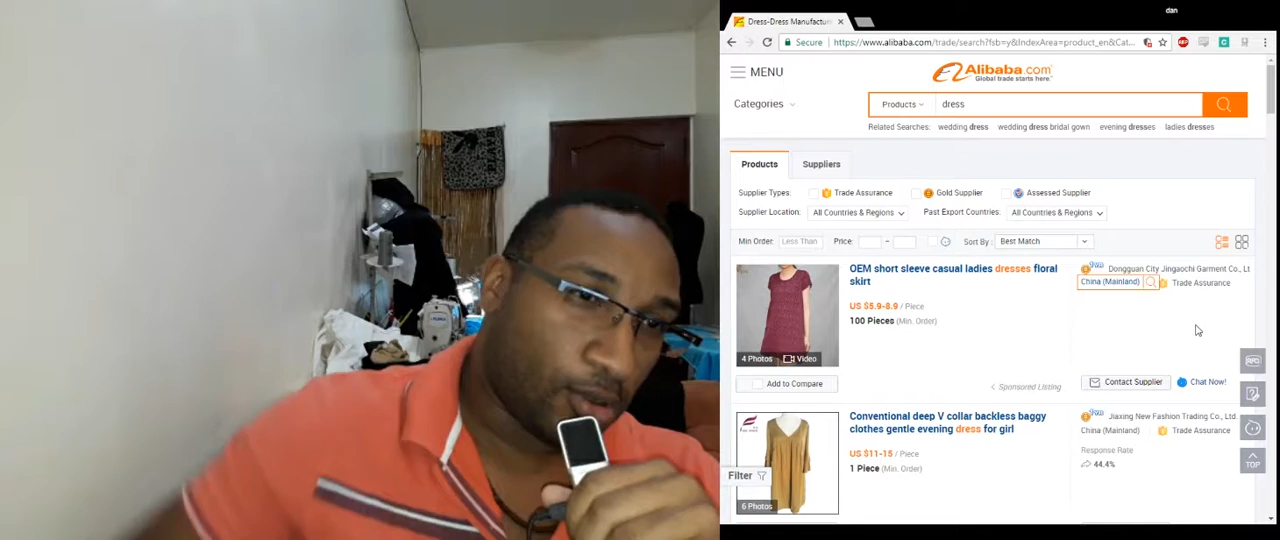 dan
Dress-Dress Manufacture
Secure https://www.alibaba.com/trade/search?fsb=y&IndexArea=product_en&Cat...
MENU
Alibaba.com
Global trade starts here.™
Categories
Products
dress
Related Searches: wedding dress wedding dress bridal gown evening dresses ladies dresses
Products
Suppliers
Supplier Types: Trade Assurance Gold Supplier Assessed Supplier
Supplier Location: All Countries & Regions Past Export Countries: All Countries & Regions
Min Order: Less Than Price: - Sort By : Best Match
OEM short sleeve casual ladies dresses floral
skirt
US $5.9-8.9 / Piece
100 Pieces (Min. Order)
4 Photos Video
Add to Compare
Sponsored Listing
Dongguan City Jingaochi Garment Co., Lt
China (Mainland) Trade Assurance
Contact Supplier Chat Now!
Conventional deep V collar backless baggy
clothes gentle evening dress for girl
US $11-15 / Piece
1 Piece (Min. Order)
6 Photos
Jiaxing New Fashion Trading Co., Ltd.
China (Mainland) Trade Assurance
Response Rate
44.4%
Filter
RFQ
TOP